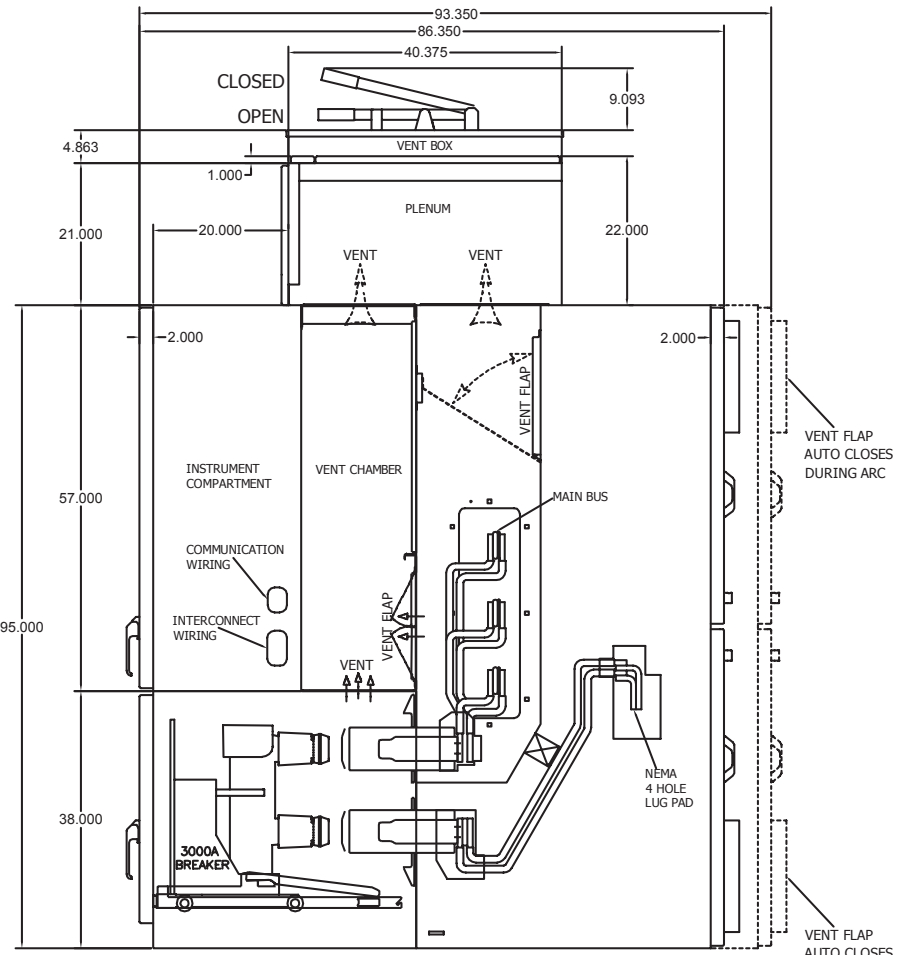 93.350
86.350
40.375
CLOSED
9.093
OPEN
4.863
VENT BOX
1.000
PLENUM
21.000
20.000
22.000
VENT
VENT
2.000
2.000
VENT FLAP
VENT FLAP
AUTO CLOSES
DURING ARC
INSTRUMENT
COMPARTMENT
VENT CHAMBER
57.000
MAIN BUS
COMMUNICATION
WIRING
VENT FLAP
INTERCONNECT
WIRING
95.000
VENT
NEMA
4 HOLE
LUG PAD
38.000
3000A
BREAKER
VENT FLAP
AUTO CLOSES